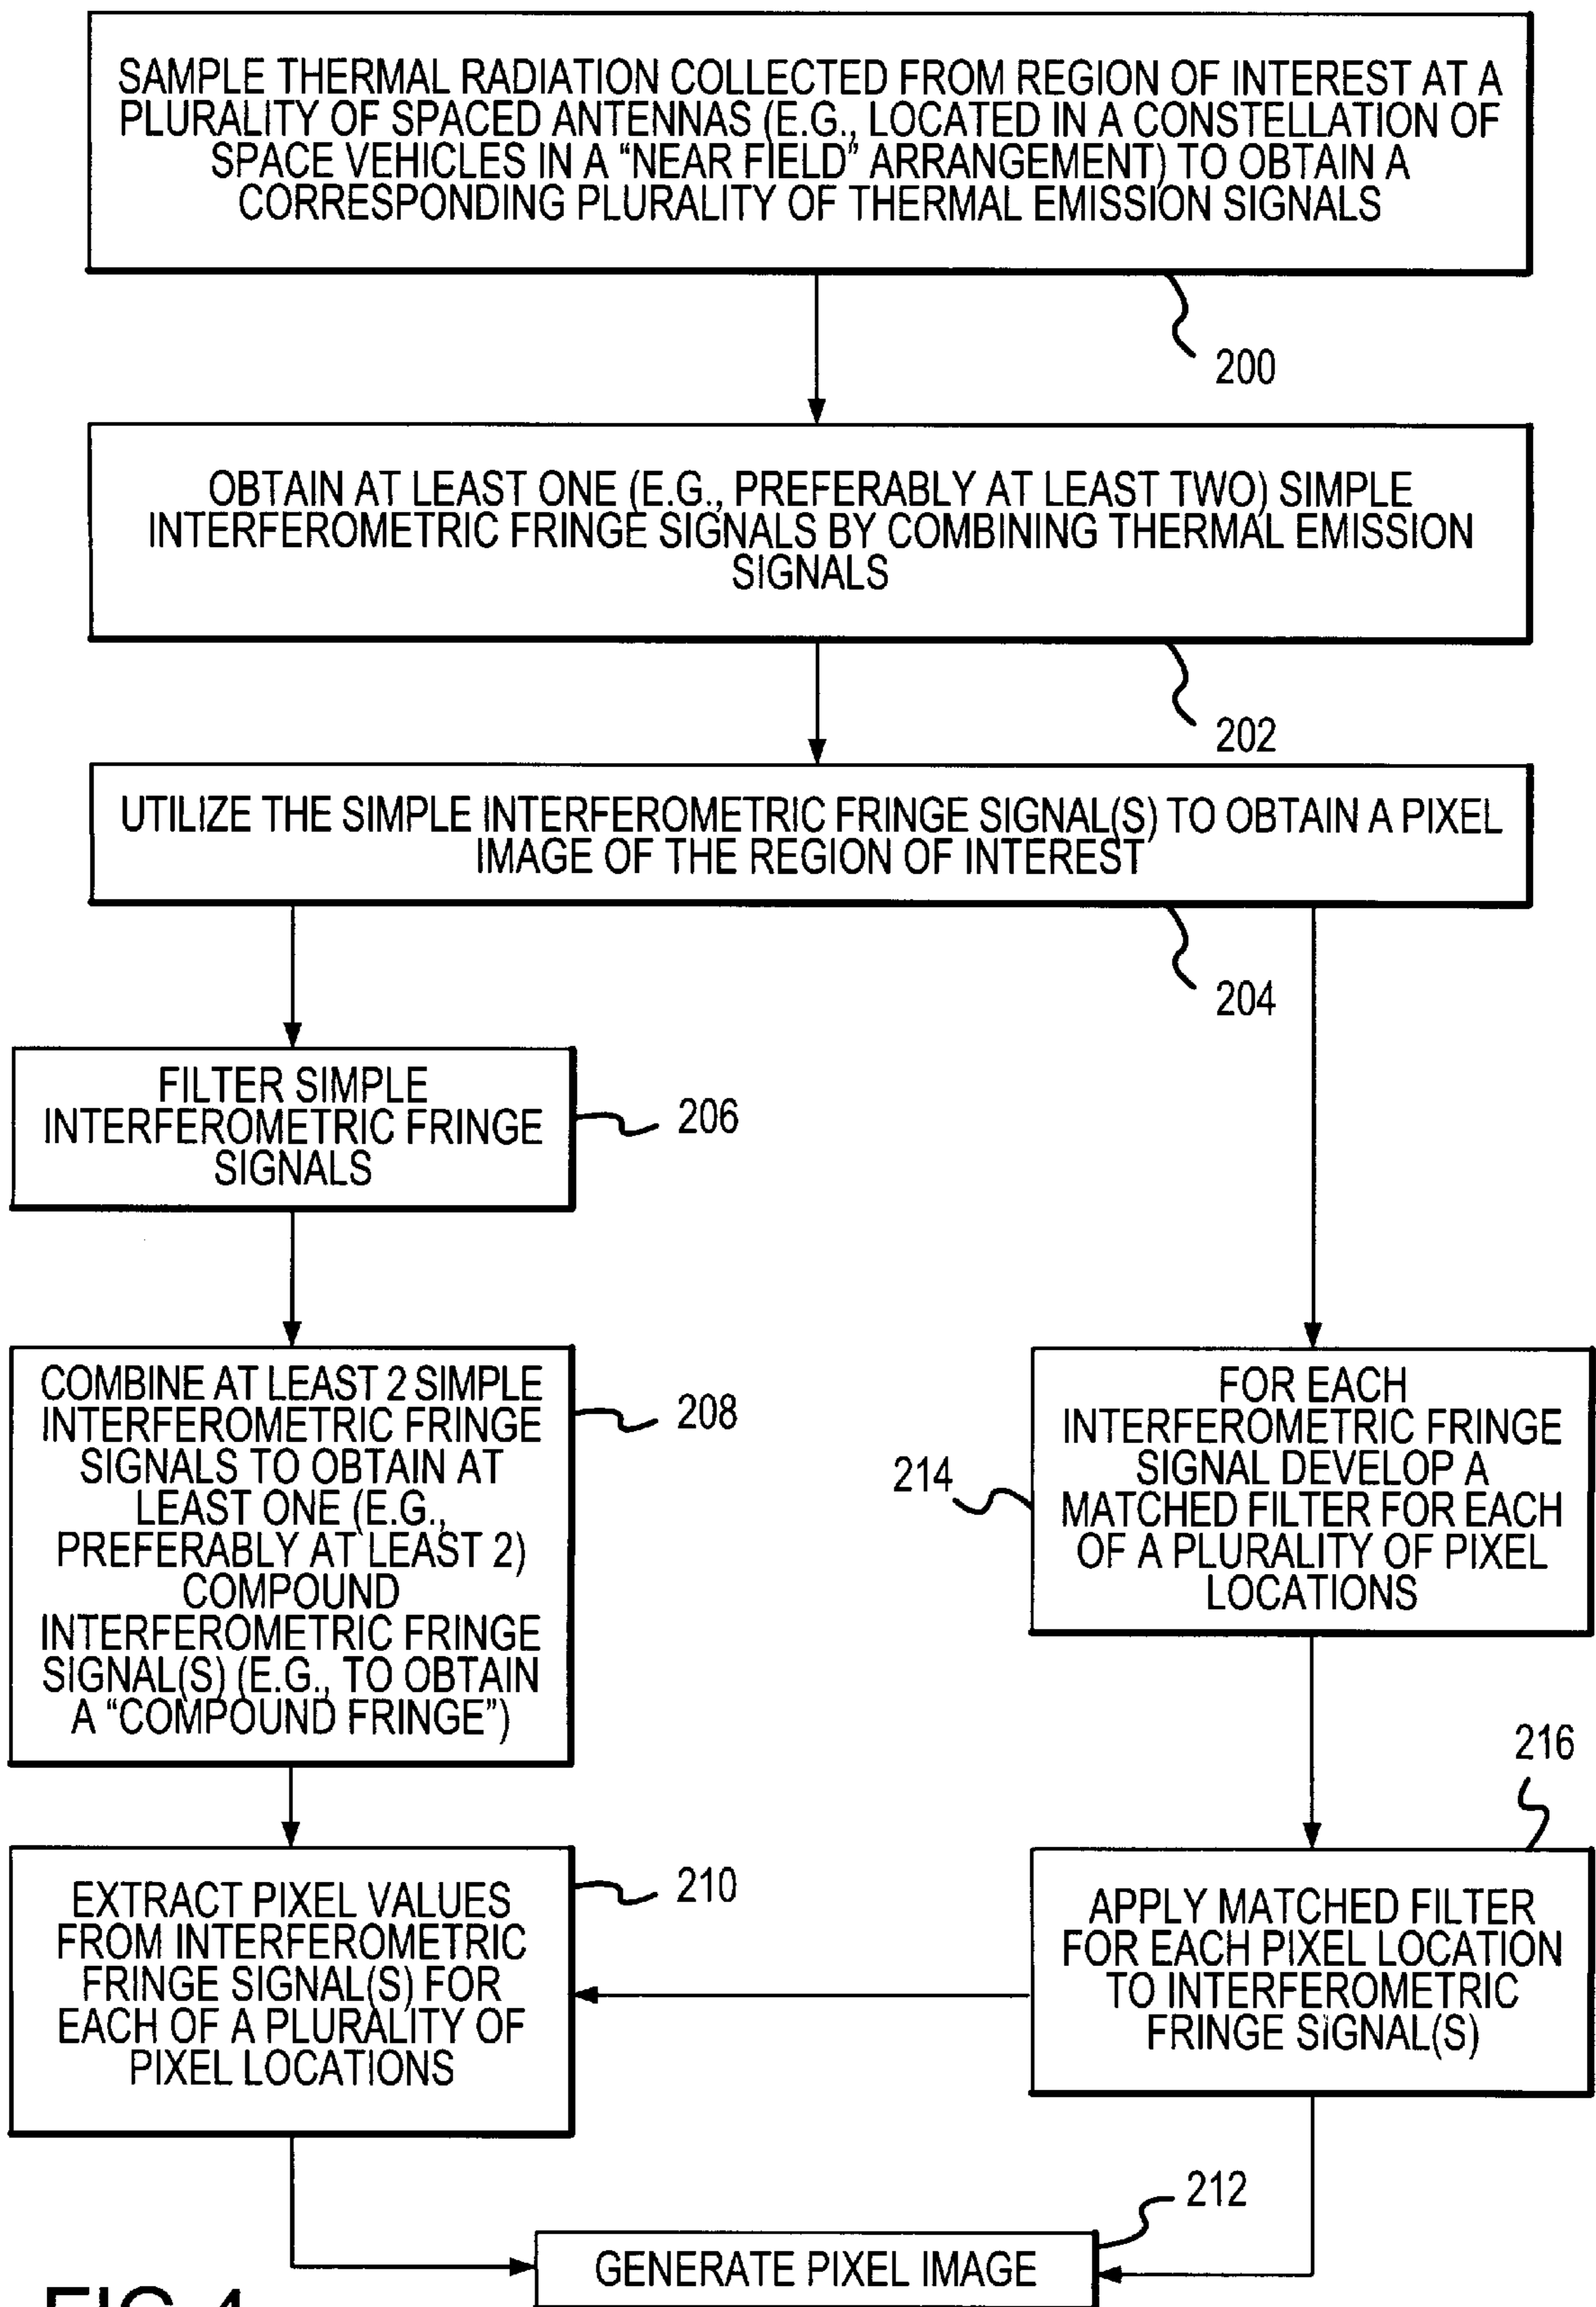 SAMPLE THERMAL RADIATION COLLECTED FROM REGION OF INTEREST AT A
PLURALITY OF SPACED ANTENNAS (E.G., LOCATED IN A CONSTELLATION OF
SPACE VEHICLES IN A “NEAR FIELD” ARRANGEMENT) TO OBTAIN A
CORRESPONDING PLURALITY OF THERMAL EMISSION SIGNALS
200
OBTAIN AT LEAST ONE (E.G., PREFERABLY AT LEAST TWO) SIMPLE
INTERFEROMETRIC FRINGE SIGNALS BY COMBINING THERMAL EMISSION
SIGNALS
202
UTILIZE THE SIMPLE INTERFEROMETRIC FRINGE SIGNAL(S) TO OBTAIN A PIXEL
IMAGE OF THE REGION OF INTEREST
204
FILTER SIMPLE
INTERFEROMETRIC FRINGE
SIGNALS
206
COMBINE AT LEAST 2 SIMPLE
INTERFEROMETRIC FRINGE
SIGNALS TO OBTAIN AT
LEAST ONE (E.G.,
PREFERABLY AT LEAST 2)
COMPOUND
INTERFEROMETRIC FRINGE
SIGNAL(S) (E.G., TO OBTAIN
A “COMPOUND FRINGE”)
208
214
FOR EACH
INTERFEROMETRIC FRINGE
SIGNAL DEVELOP A
MATCHED FILTER FOR EACH
OF A PLURALITY OF PIXEL
LOCATIONS
EXTRACT PIXEL VALUES
FROM INTERFEROMETRIC
FRINGE SIGNAL(S) FOR
EACH OF A PLURALITY OF
PIXEL LOCATIONS
210
216
APPLY MATCHED FILTER
FOR EACH PIXEL LOCATION
TO INTERFEROMETRIC
FRINGE SIGNAL(S)
212
GENERATE PIXEL IMAGE
FIG.4